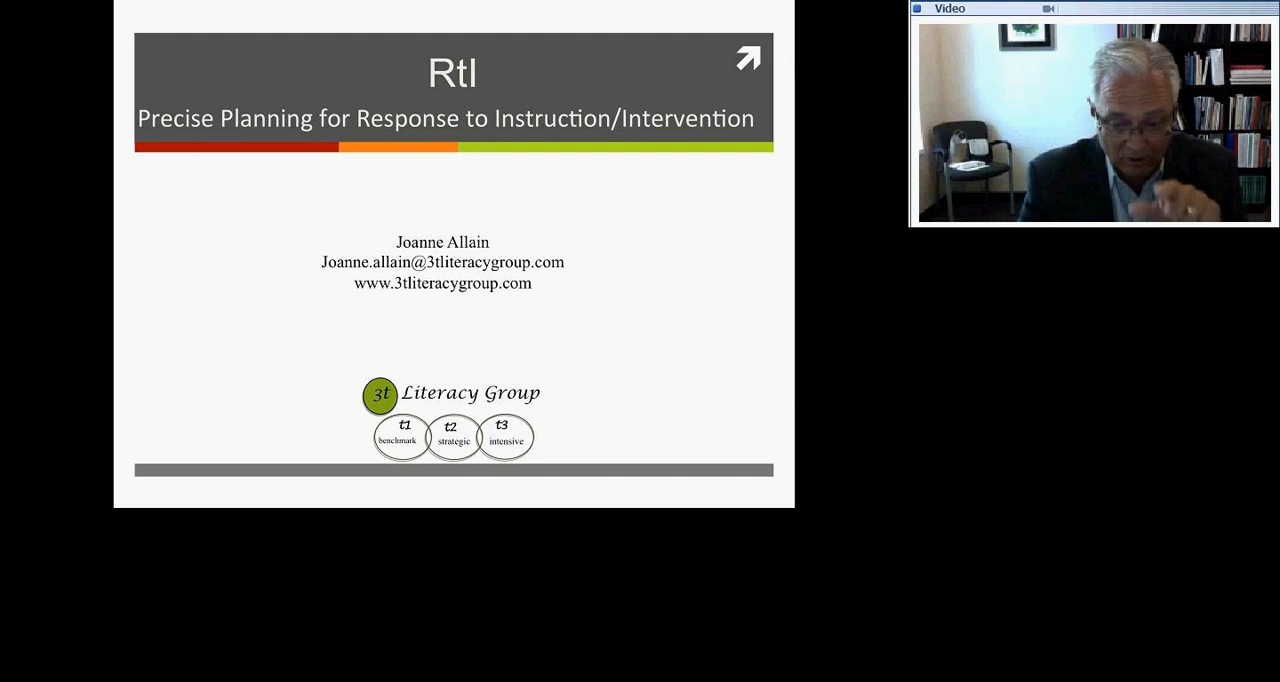 RtI
Precise Planning for Response to Instruction/Intervention
Joanne Allain
Joanne.allain@3tliteracygroup.com
www.3tliteracygroup.com
3t Literacy Group
t1 t2 t3
benchmark strategic intensive
Video